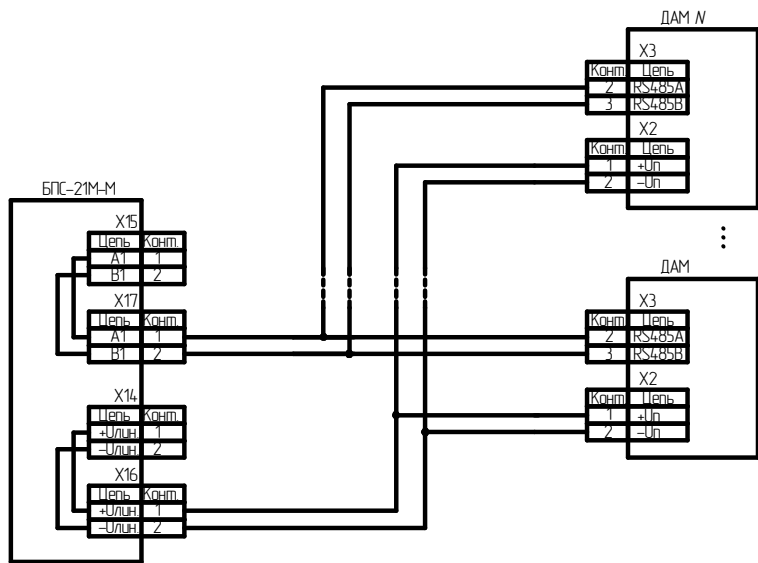 ДАМ N
X3
Конт. Цепь
2 RS485A
3 RS485B
X2
Конт. Цепь
1 +Uп
2 -Uп
БПС-21М-М
X15
Цепь Конт.
A1 1
B1 2
X17
Цепь Конт.
A1 1
B1 2
X14
Цепь Конт.
+Uлин. 1
-Uлин. 2
X16
Цепь Конт.
+Uлин. 1
-Uлин. 2
ДАМ
X3
Конт. Цепь
2 RS485A
3 RS485B
X2
Конт. Цепь
1 +Uп
2 -Uп